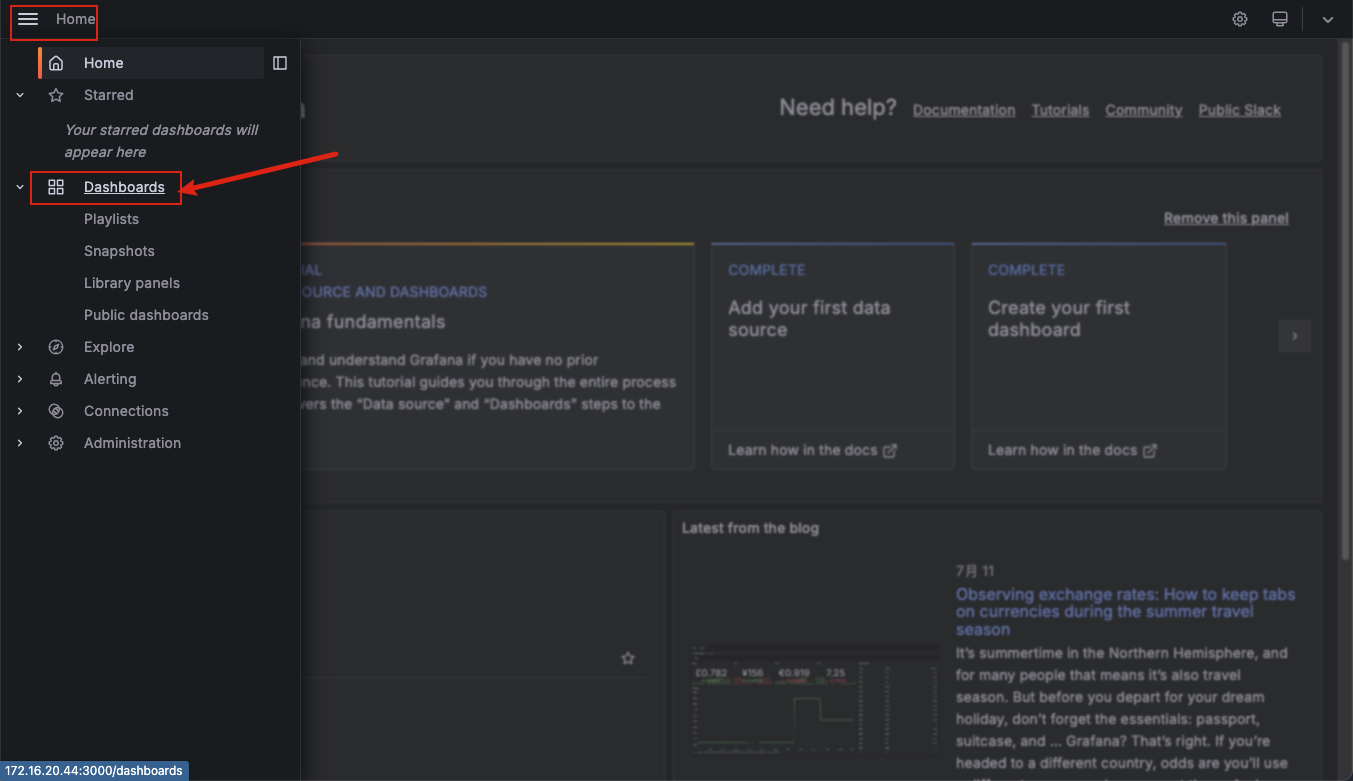 Home
Home
Starred
Your starred dashboards will
appear here
Dashboards
Playlists
Snapshots
Library panels
Public dashboards
Explore
Alerting
Connections
Administration
Need help?
Documentation
Tutorials
Community
Public Slack
Remove this panel
IAL
OURCE AND DASHBOARDS
na fundamentals
and understand Grafana if you have no prior
nce. This tutorial guides you through the entire process
vers the "Data source" and "Dashboards" steps to the
COMPLETE
Add your first data
source
Learn how in the docs
COMPLETE
Create your first
dashboard
Learn how in the docs
Latest from the blog
7月 11
Observing exchange rates: How to keep tabs
on currencies during the summer travel
season
It's summertime in the Northern Hemisphere, and
for many people that means it's also travel
season. But before you depart for your dream
holiday, don't forget the essentials: passport,
suitcase, and ... Grafana? That's right. If you're
headed to a different country, odds are you'll use
£0.782 ¥156 €0.919 7.25
172.16.20.44:3000/dashboards